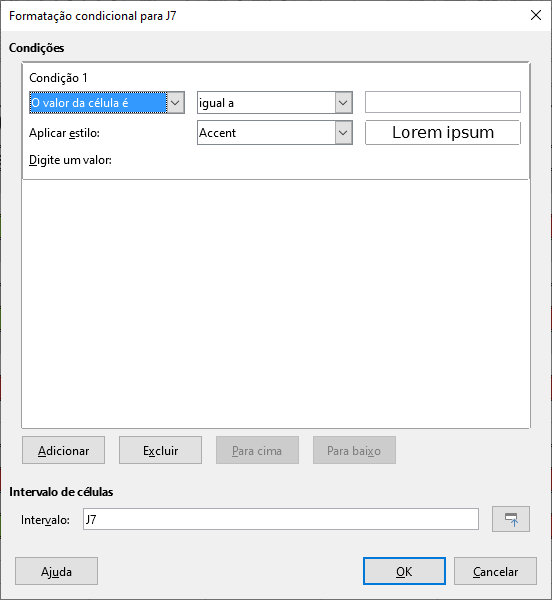 Formatação condicional para J7
Condições
Condição 1
O valor da célula é igual a
Aplicar estilo: Accent Lorem ipsum
Digite um valor:
Adicionar Excluir Para cima Para baixo
Intervalo de células
Intervalo: J7
Ajuda OK Cancelar